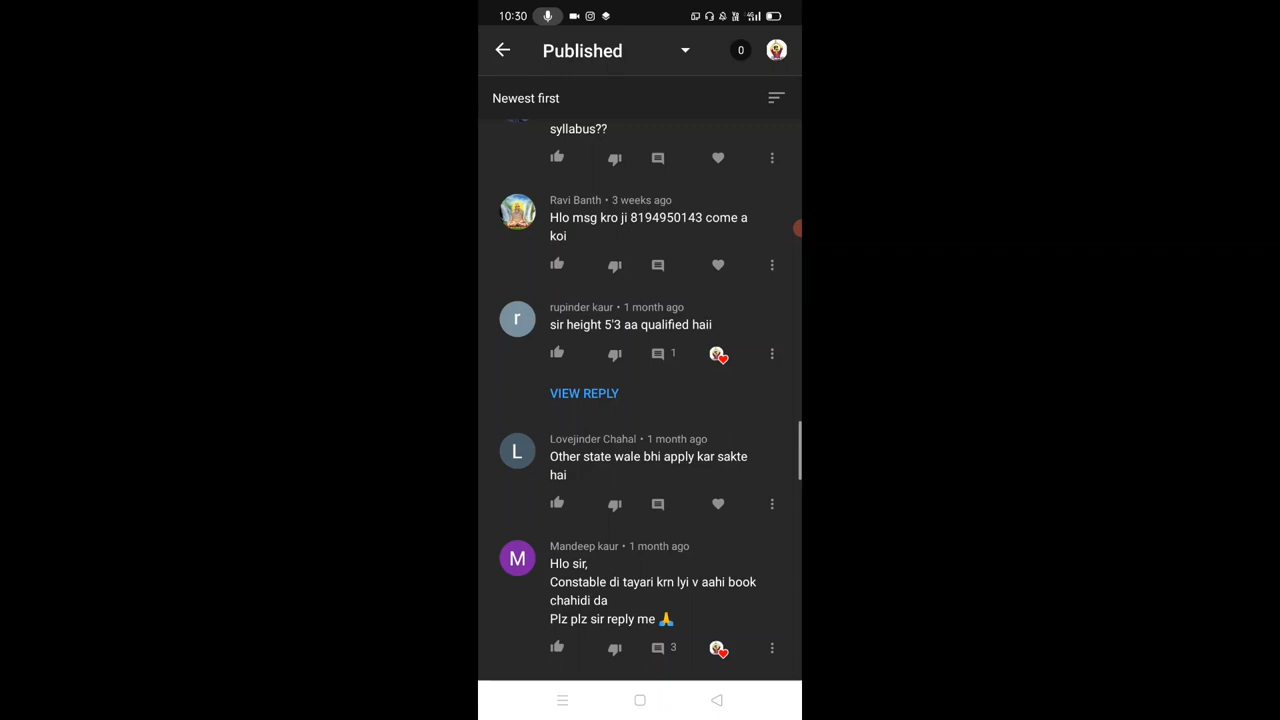 10:30
Published
0
Newest first
syllabus??
Ravi Banth • 3 weeks ago
Hlo msg kro ji 8194950143 come a
koi
r
rupinder kaur • 1 month ago
sir height 5'3 aa qualified haii
1
VIEW REPLY
L
Lovejinder Chahal • 1 month ago
Other state wale bhi apply kar sakte
hai
M
Mandeep kaur • 1 month ago
Hlo sir,
Constable di tayari krn lyi v aahi book
chahidi da
Plz plz sir reply me 🙏
3